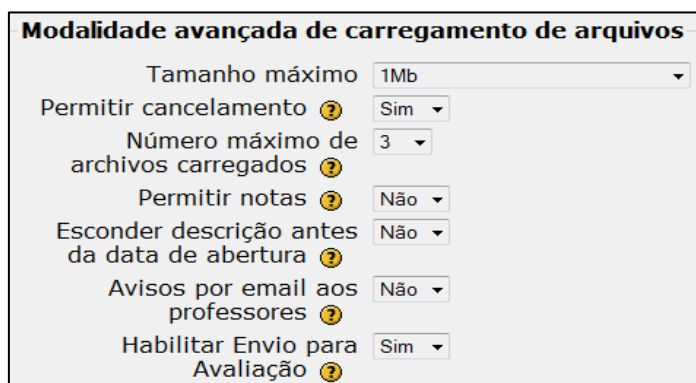 Modalidade avançada de carregamento de arquivos
Tamanho máximo 1Mb
Permitir cancelamento ? Sim
Número máximo de 3
archivos carregados ?
Permitir notas ? Não
Esconder descrição antes Não
da data de abertura ?
Avisos por email aos Não
professores ?
Habilitar Envio para Sim
Avaliação ?